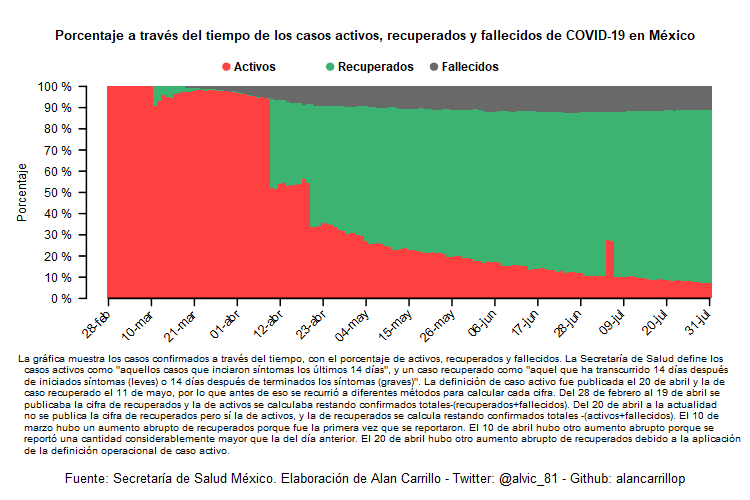 Porcentaje a través del tiempo de los casos activos, recuperados y fallecidos de COVID-19 en México
Activos Recuperados Fallecidos
Porcentaje
100 %
90 %
80 %
70 %
60 %
50 %
40 %
30 %
20 %
10 %
0 %
28-feb 10-mar 21-mar 01-abr 12-abr 23-abr 04-may 15-may 26-may 06-jun 17-jun 28-jun 09-jul 20-jul 31-jul
La gráfica muestra los casos confirmados a través del tiempo, con el porcentaje de activos, recuperados y fallecidos. La Secretaría de Salud define los
casos activos como "aquellos casos que inciaron síntomas los últimos 14 días", y un caso recuperado como "aquel que ha transcurrido 14 días después
de iniciados síntomas (leves) o 14 días después de terminados los síntomas (graves)". La definición de caso activo fue publicada el 20 de abril y la de
caso recuperado el 11 de mayo, por lo que antes de eso se recurrió a diferentes métodos para calcular cada cifra. Del 28 de febrero al 19 de abril se
publicaba la cifra de recuperados y la de activos se calculaba restando confirmados totales-(recuperados+fallecidos). Del 20 de abril a la actualidad
no se publica la cifra de recuperados pero sí la de activos, y la de recuperados se calcula restando confirmados totales -(activos+fallecidos). El 10 de
marzo hubo un aumento abrupto de recuperados porque fue la primera vez que se reportaron. El 10 de abril hubo otro aumento abrupto porque se
reportó una cantidad considerablemente mayor que la del día anterior. El 20 de abril hubo otro aumento abrupto de recuperados debido a la aplicación
de la definición operacional de caso activo.
Fuente: Secretaría de Salud México. Elaboración de Alan Carrillo - Twitter: @alvic_81 - Github: alancarrillop